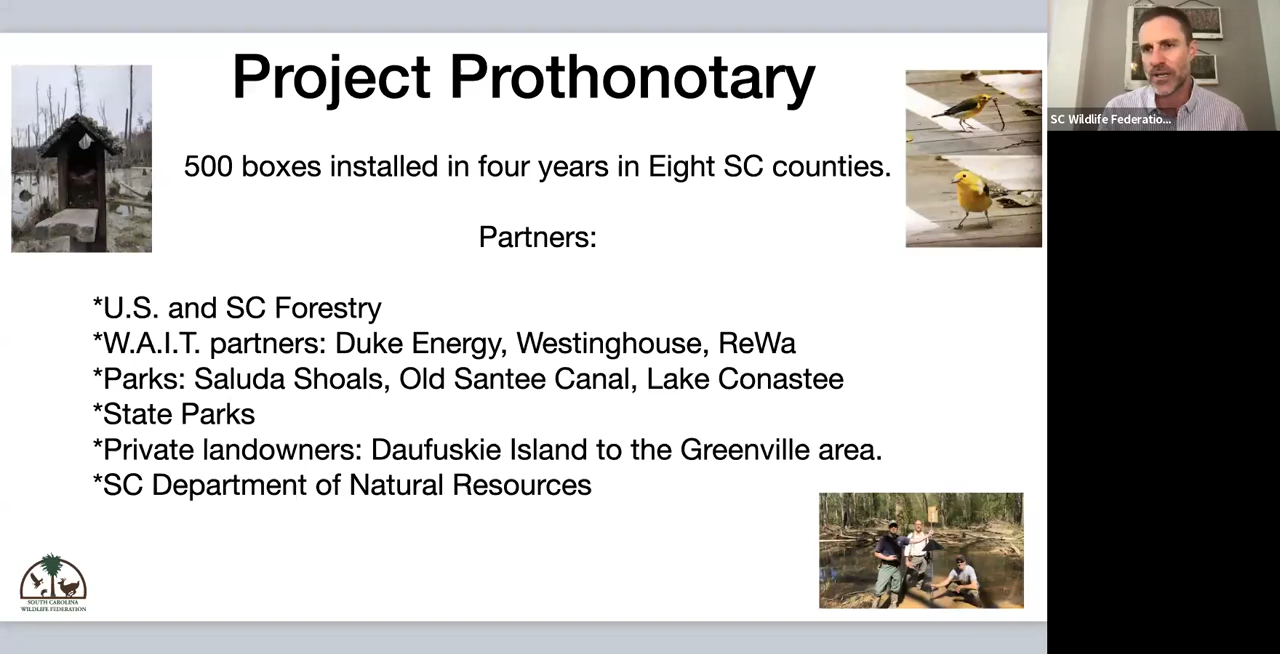 Project Prothonotary
SC Wildlife Federatio...
500 boxes installed in four years in Eight SC counties.
Partners:
*U.S. and SC Forestry
*W.A.I.T. partners: Duke Energy, Westinghouse, ReWa
*Parks: Saluda Shoals, Old Santee Canal, Lake Conastee
*State Parks
*Private landowners: Daufuskie Island to the Greenville area.
*SC Department of Natural Resources
SOUTH CAROLINA
WILDLIFE FEDERATION